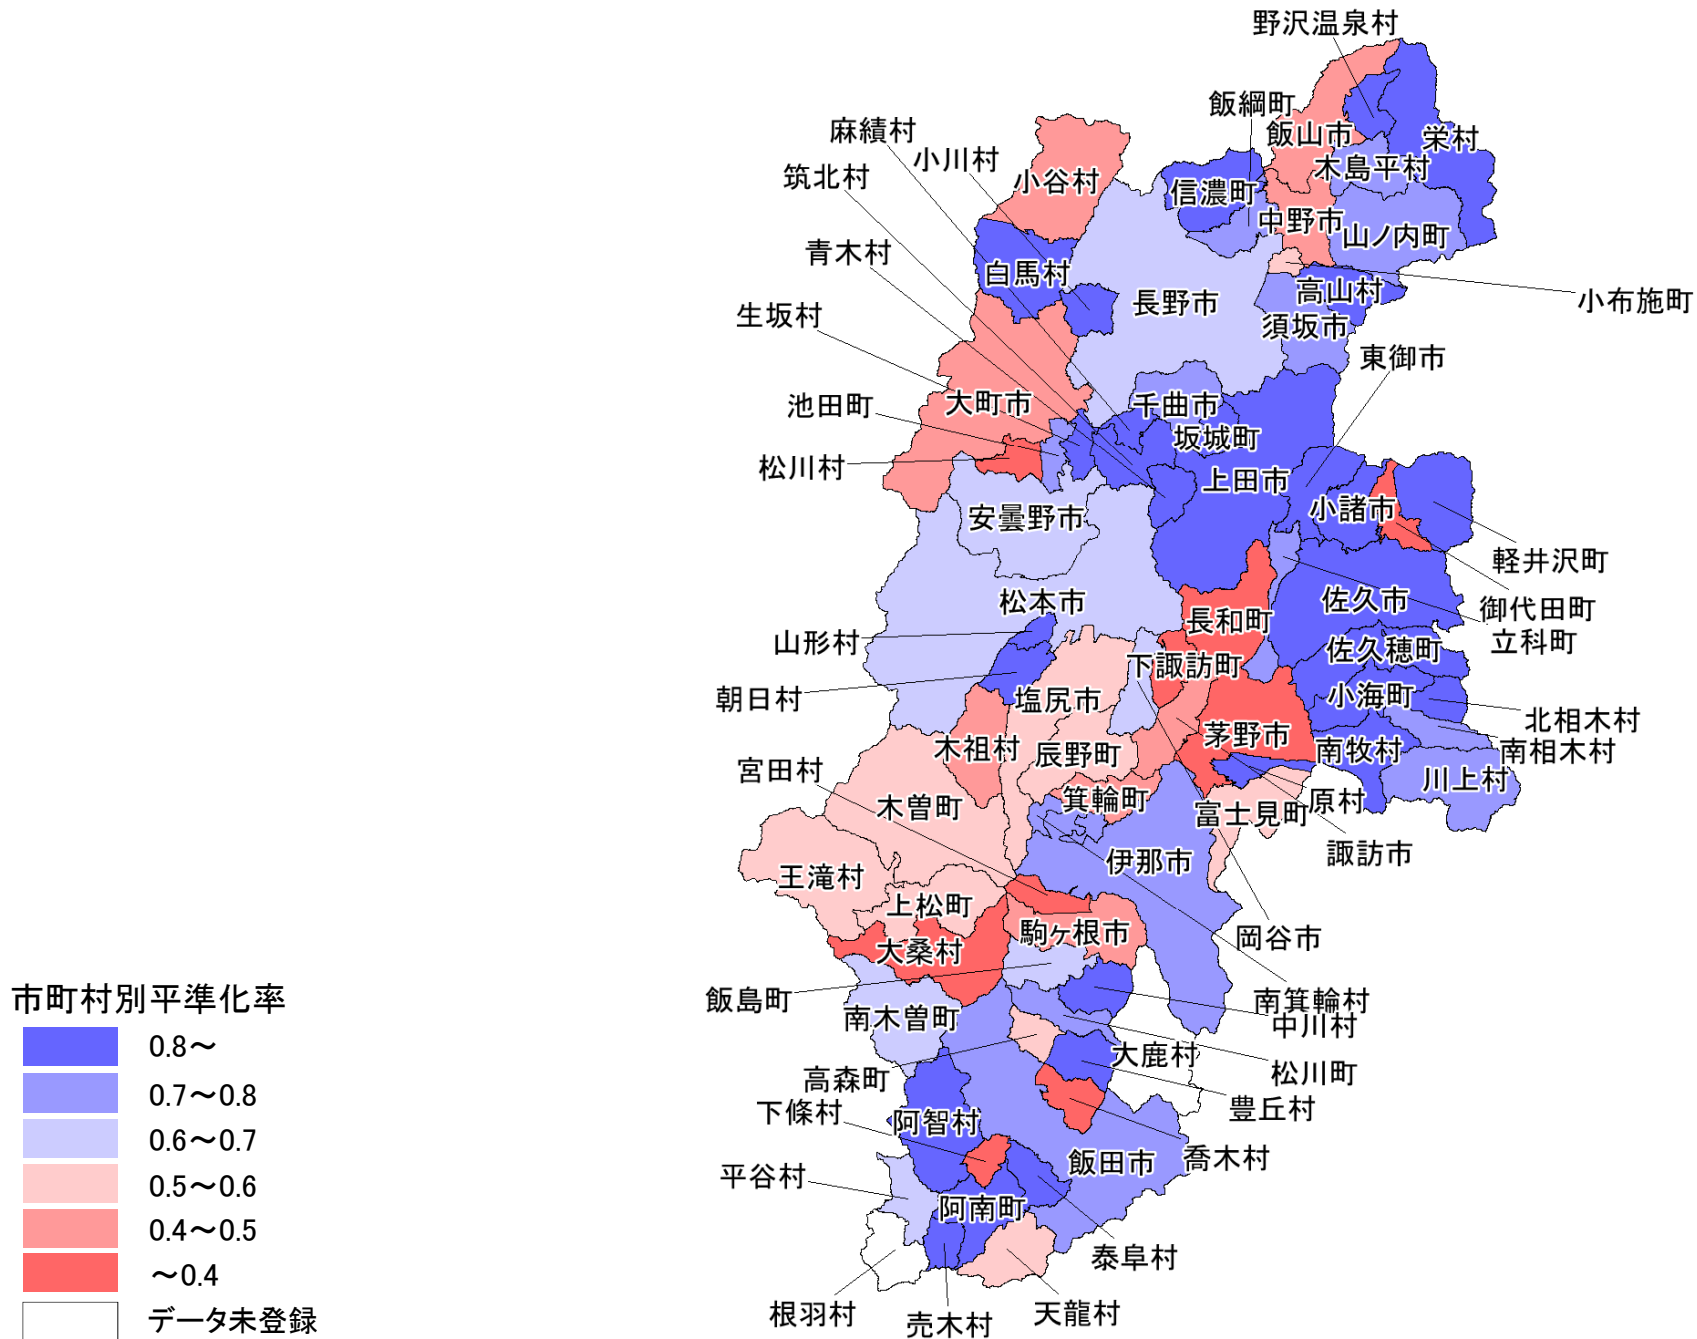 野沢温泉村
飯綱町
麻績村
飯山市
栄村
小川村
木島平村
筑北村
小谷村
信濃町
中野市
山ノ内町
青木村
白馬村
高山村
小布施町
長野市
生坂村
須坂市
東御市
池田町
大町市
千曲市
坂城町
松川村
上田市
小諸市
安曇野市
軽井沢町
松本市
佐久市
御代田町
長和町
立科町
山形村
佐久穂町
下諏訪町
朝日村
塩尻市
小海町
北相木村
茅野市
木祖村
辰野町
南牧村
南相木村
宮田村
川上村
箕輪町
原村
木曽町
富士見町
諏訪市
伊那市
王滝村
上松町
駒ヶ根市
岡谷市
大桑村
飯島町
南箕輪村
市町村別平準化率
南木曽町
中川村
0.8～
大鹿村
松川町
高森町
0.7～0.8
豊丘村
下條村
阿智村
0.6～0.7
飯田市
喬木村
平谷村
0.5～0.6
阿南町
0.4～0.5
泰阜村
～0.4
根羽村
天龍村
売木村
データ未登録